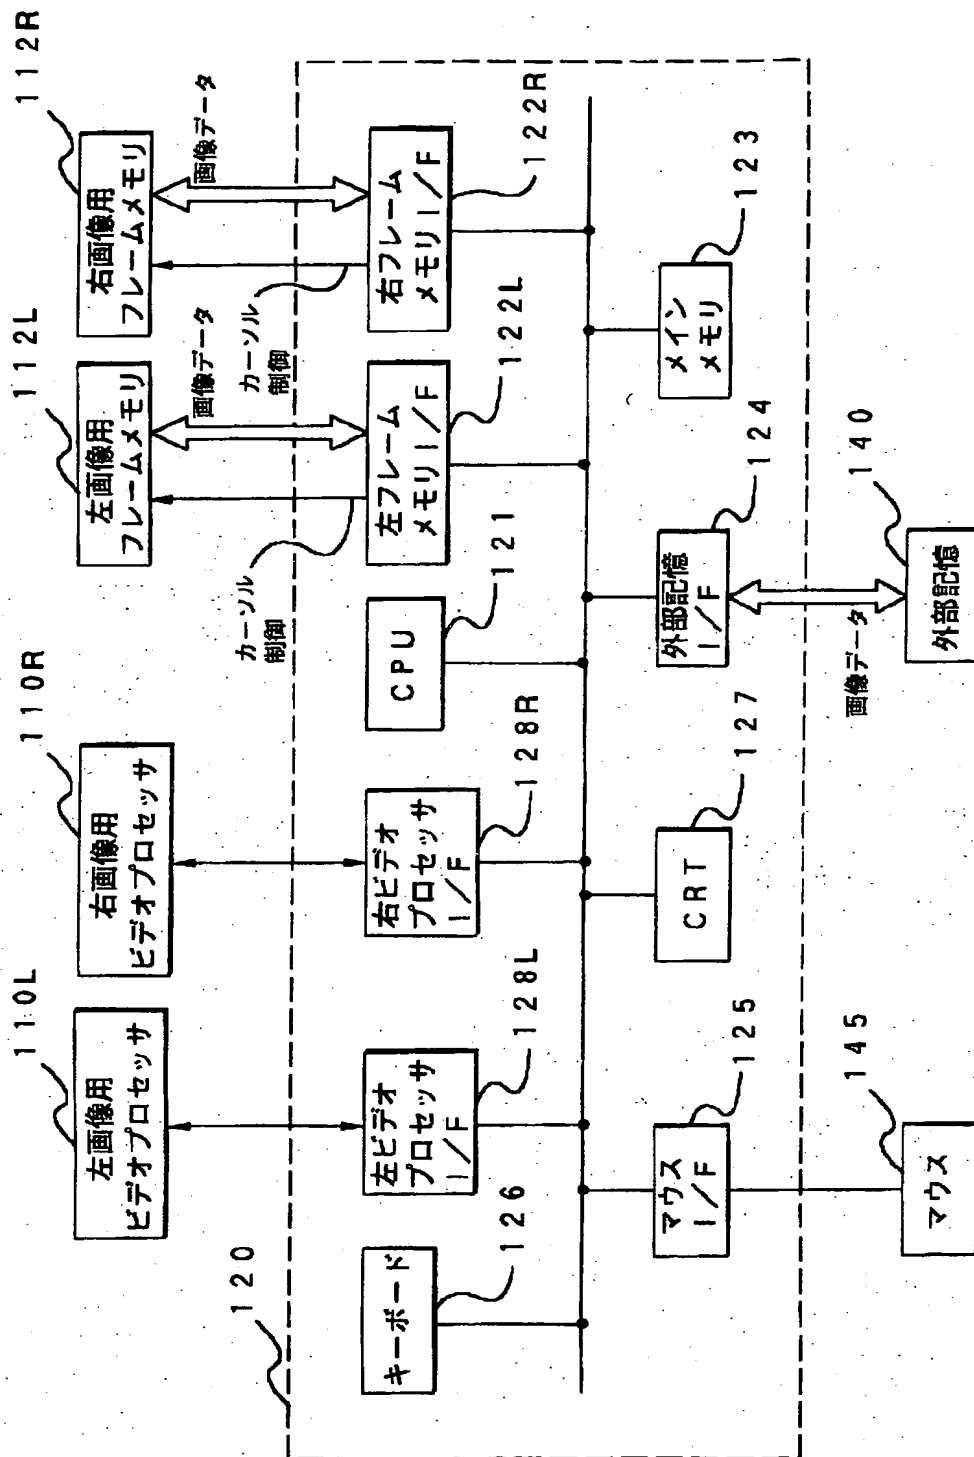 110L
左画像用
ビデオプロセッサ
110R
右画像用
ビデオプロセッサ
112L
左画像用
フレームメモリ
112R
右画像用
フレームメモリ
画像データ
画像データ
カーソル
制御
カーソル
制御
120
キーボード
126
左ビデオ
プロセッサ
I/F
128L
右ビデオ
プロセッサ
I/F
128R
CPU
121
左フレーム
メモリI/F
122L
右フレーム
メモリI/F
122R
マウス
I/F
125
CRT
127
外部記憶
I/F
124
メイン
メモリ
123
マウス
145
画像データ
外部記憶
140